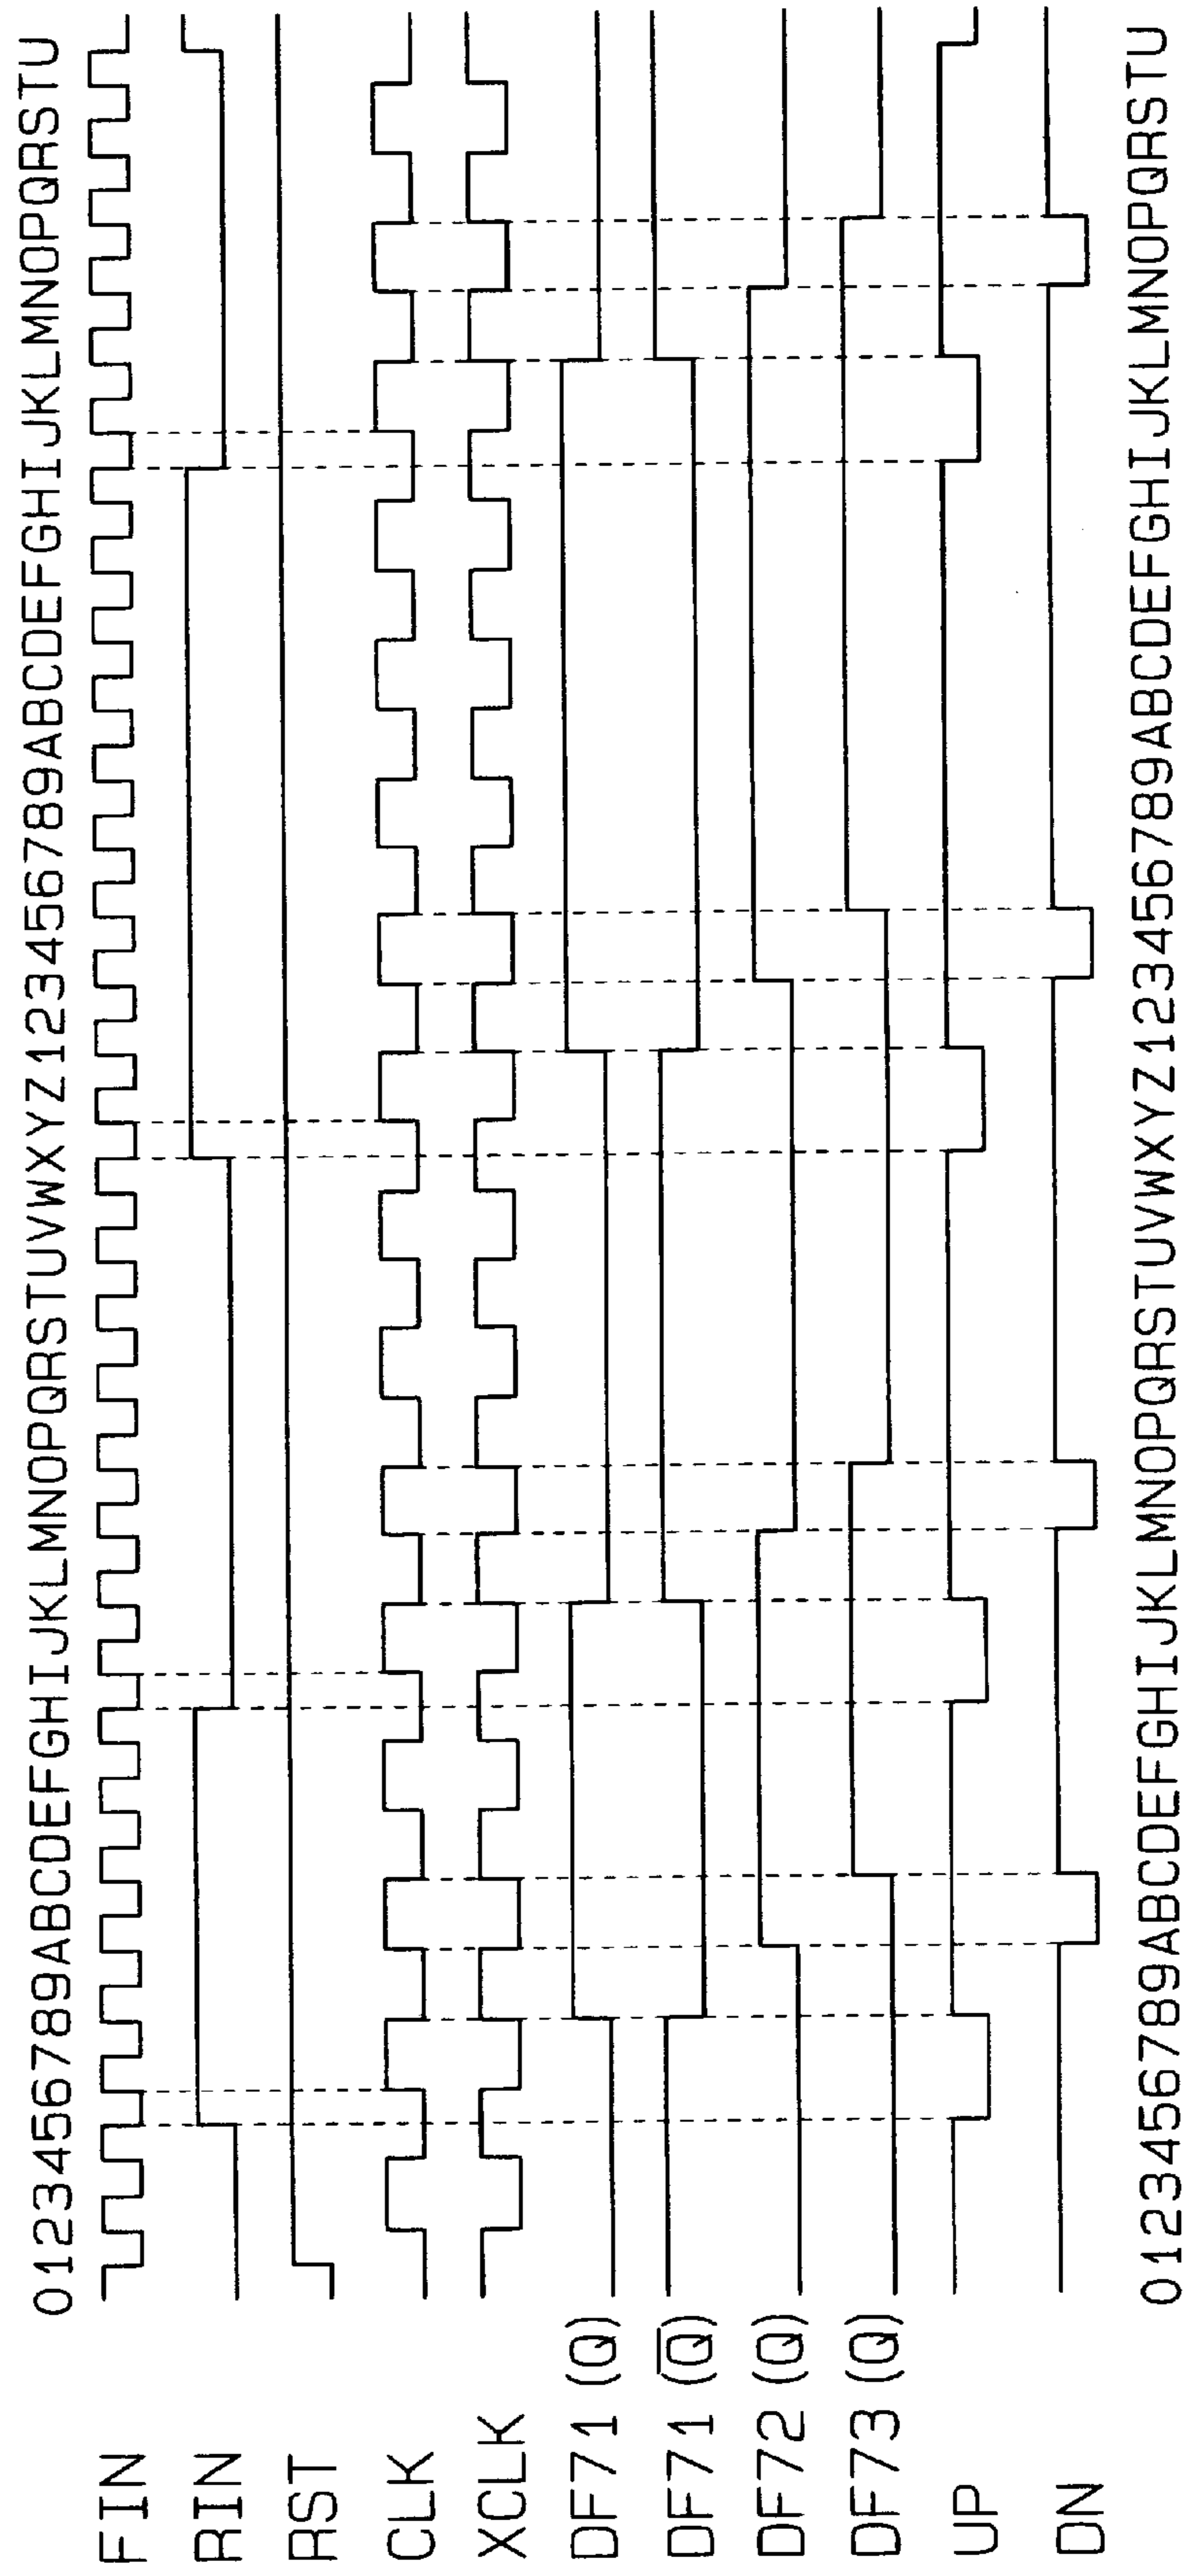 0123456789ABCDEFGHIJKLMNOPQRSTUVWXYZ123456789ABCDEFGHIJKLMNOPQRSTU
FIN
RIN
RST
CLK
XCLK
DF71 (Q)
DF71 (Q̅)
DF72 (Q)
DF73 (Q)
UP
DN
0123456789ABCDEFGHIJKLMNOPQRSTUVWXYZ123456789ABCDEFGHIJKLMNOPQRSTU